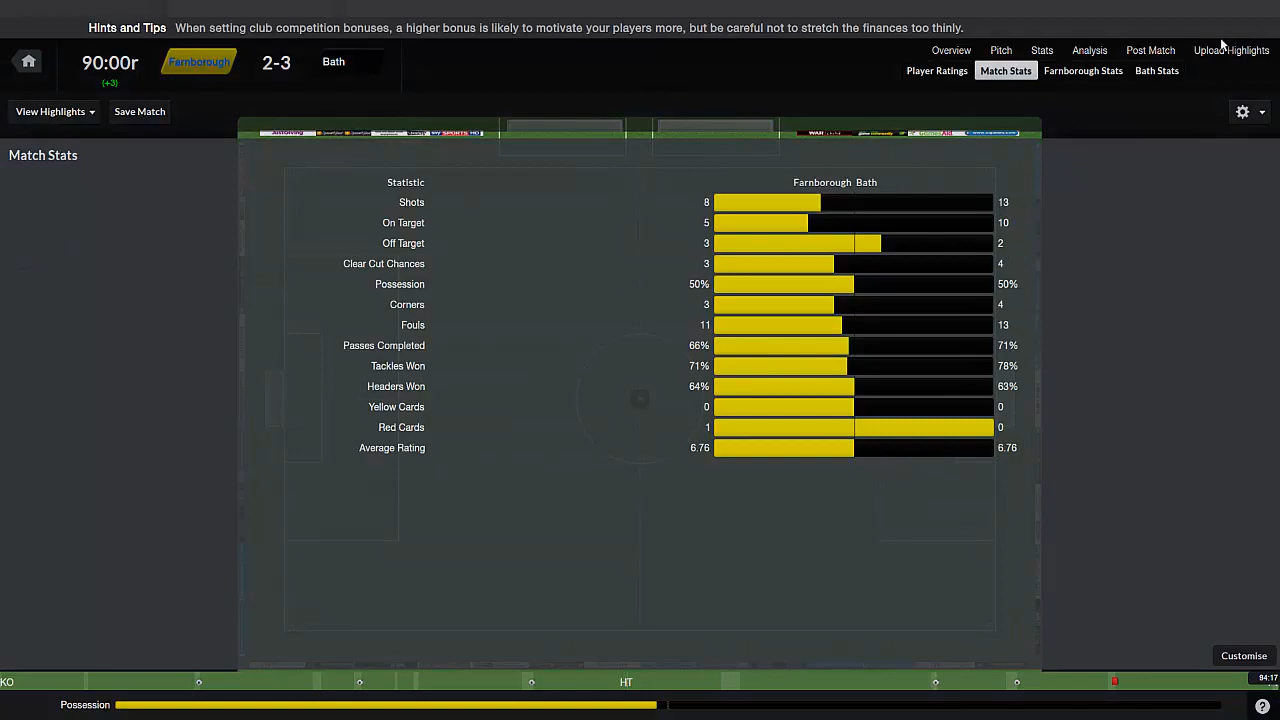 Hints and Tips When setting club competition bonuses, a higher bonus is likely to motivate your players more, but be careful not to stretch the finances too thinly.
90:00r Farnborough 2-3 Bath
(+3)
Overview Pitch Stats Analysis Post Match Upload Highlights
Player Ratings Match Stats Farnborough Stats Bath Stats
View Highlights Save Match
Match Stats
Statistic Farnborough Bath
Shots 8 13
On Target 5 10
Off Target 3 2
Clear Cut Chances 3 4
Possession 50% 50%
Corners 3 4
Fouls 11 13
Passes Completed 66% 71%
Tackles Won 71% 78%
Headers Won 64% 63%
Yellow Cards 0 0
Red Cards 1 0
Average Rating 6.76 6.76
Customise
KO HT 94:17
Possession ?